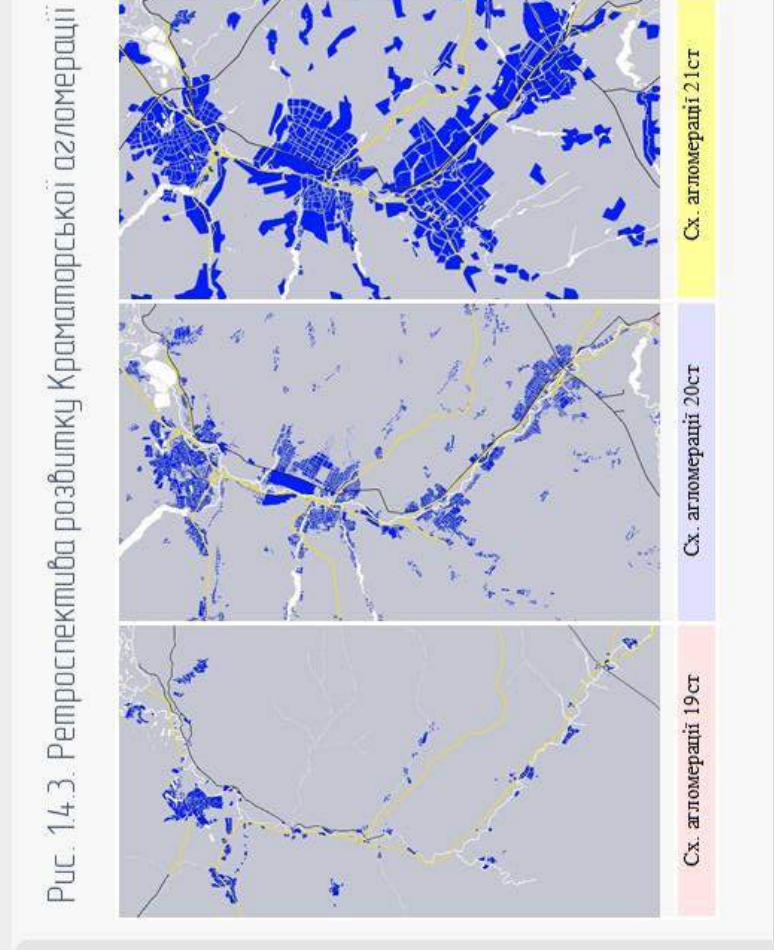 Рис. 1.4.3. Ретроспектива розвитку Краматорської агломерації
Сх. агломерації 19ст
Сх. агломерації 20ст
Сх. агломерації 21ст